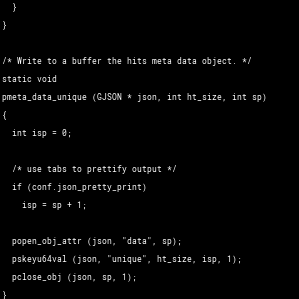 }
}
/* Write to a buffer the hits meta data object. */
static void
pmeta_data_unique (GJSON * json, int ht_size, int sp)
{
int isp = 0;
/* use tabs to prettify output */
if (conf.json_pretty_print)
isp = sp + 1;
popen_obj_attr (json, "data", sp);
pskeyu64val (json, "unique", ht_size, isp, 1);
pclose_obj (json, sp, 1);
}